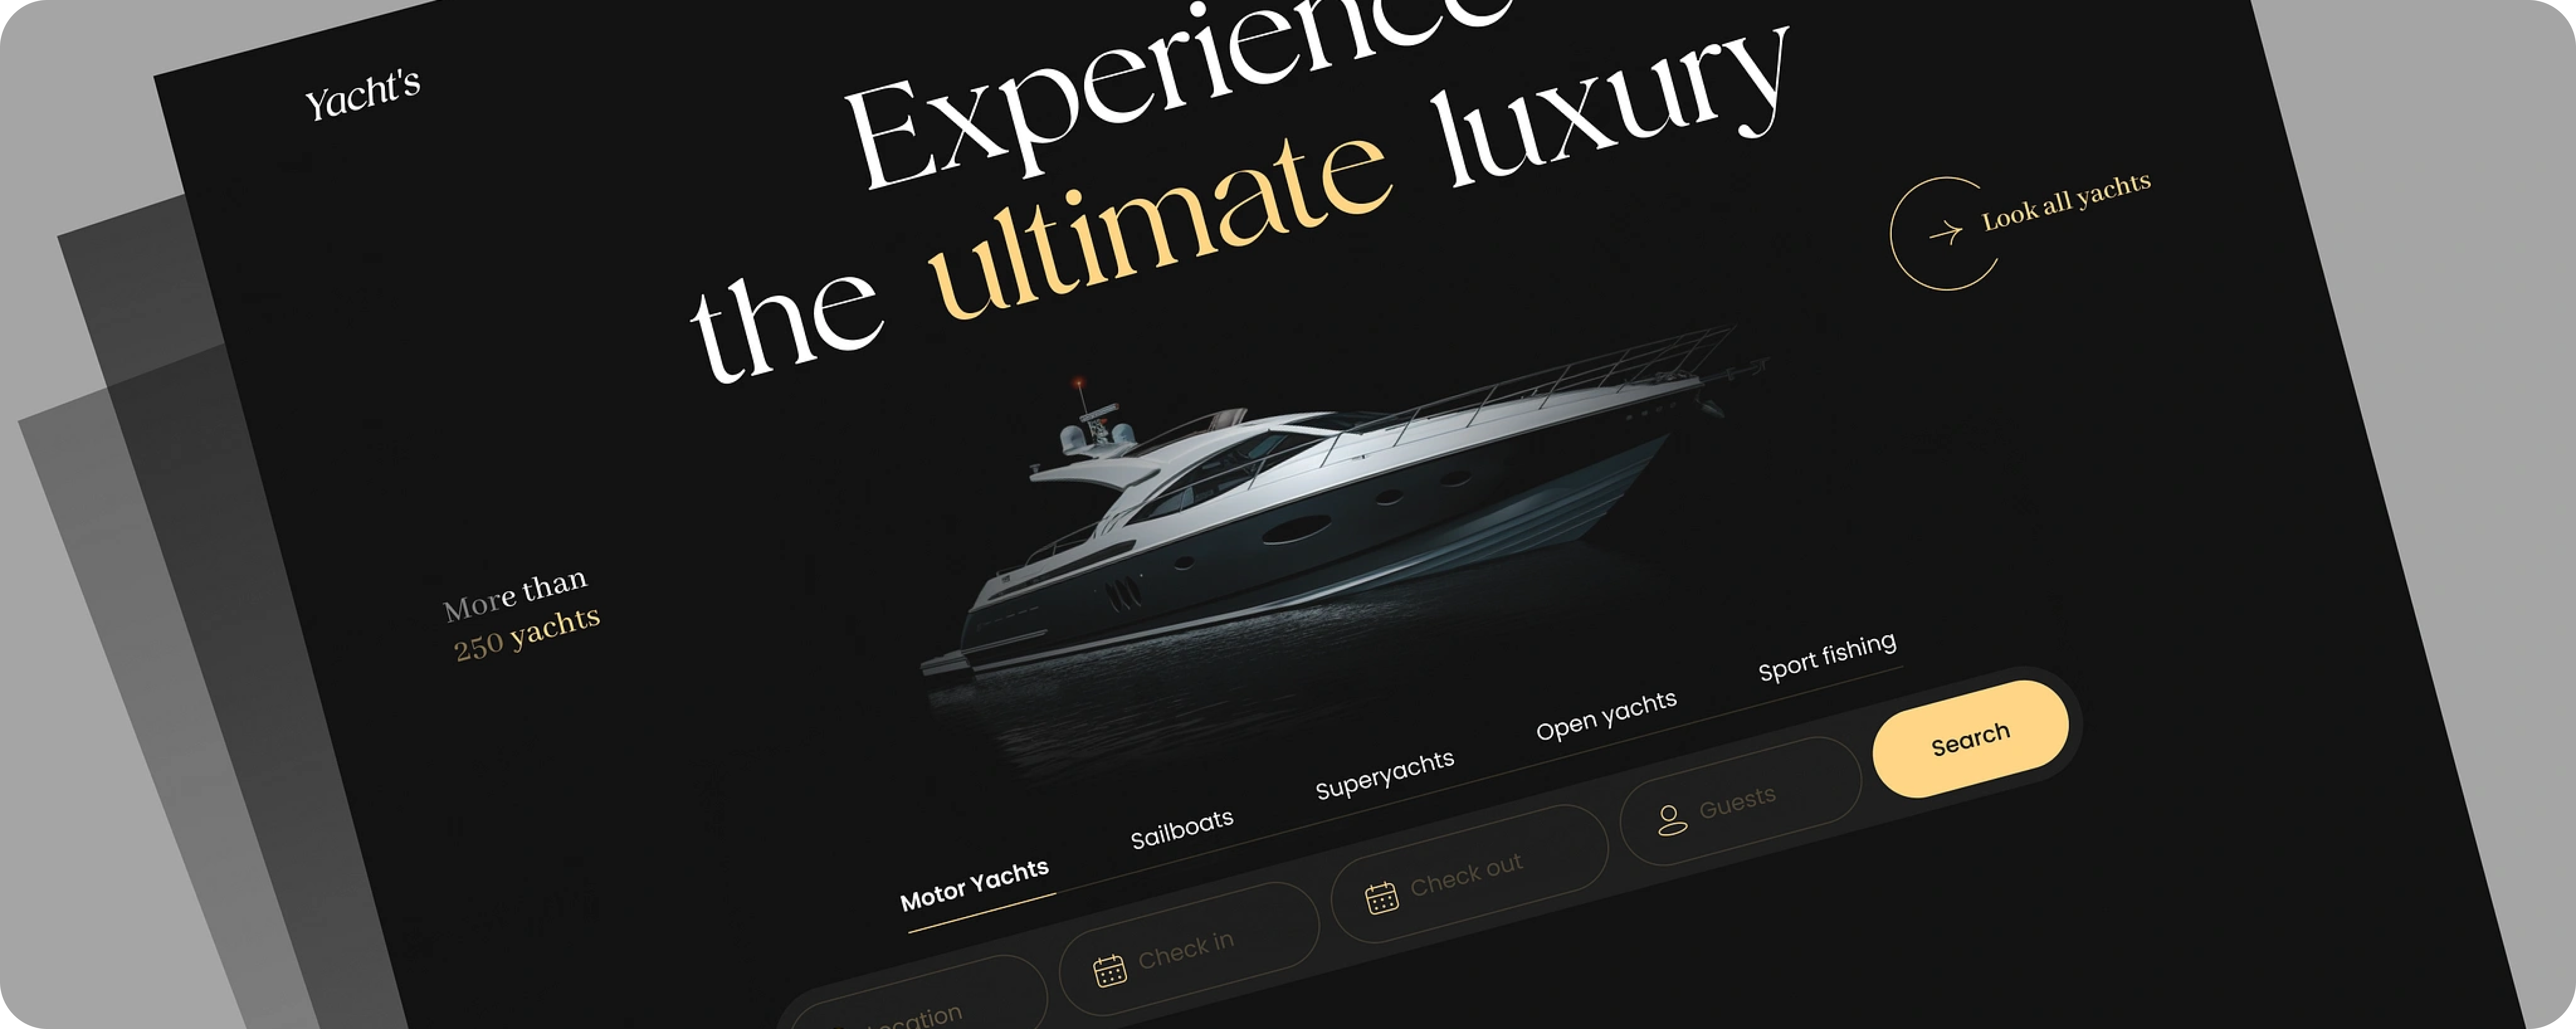 Yacht's
Experience
the ultimate luxury
Look all yachts
More than
250 yachts
Motor Yachts
Sailboats
Superyachts
Open yachts
Sport fishing
Location
Check in
Check out
Guests
Search